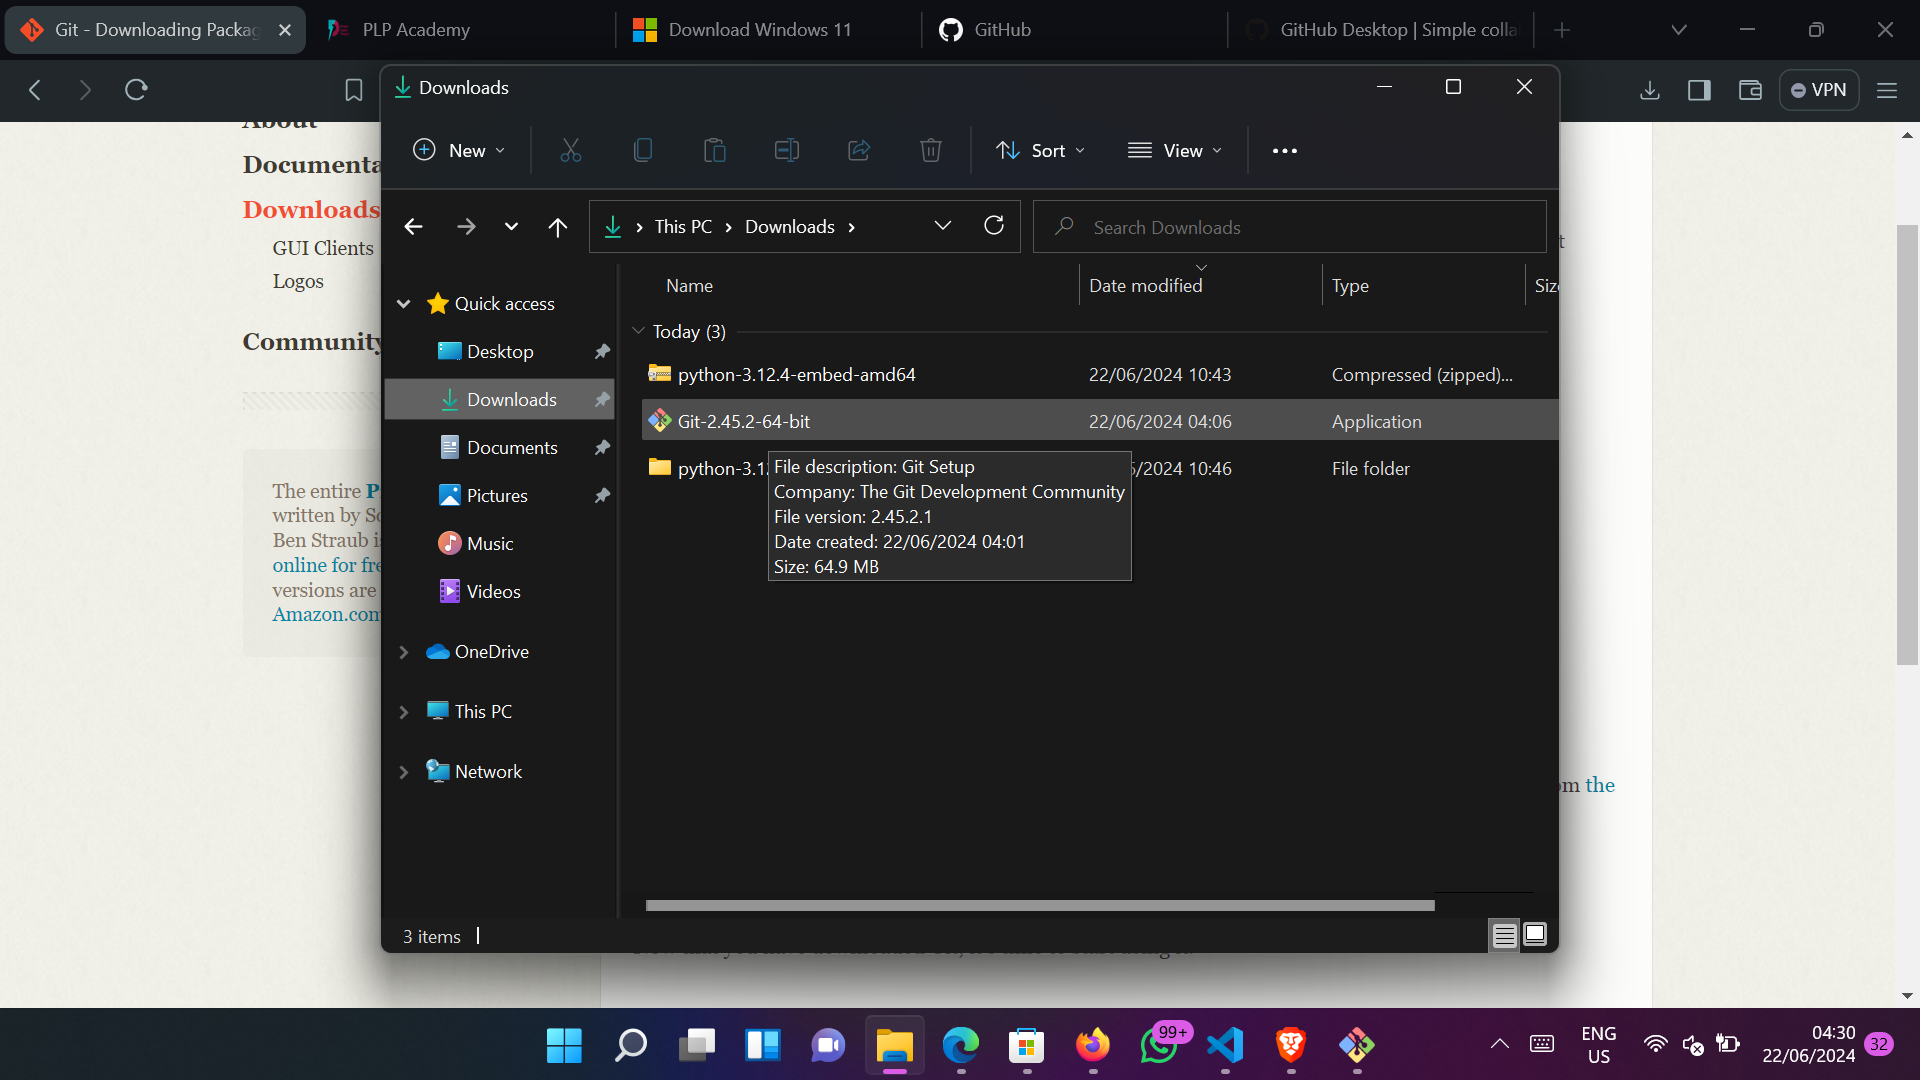 Git - Downloading Packag
PLP Academy
Download Windows 11
GitHub
GitHub Desktop | Simple colla
VPN
About
Documenta
Downloads
GUI Clients
Logos
Community
The entire P
written by Sc
Ben Straub i
online for fre
versions are
Amazon.com
Downloads
New
Sort
View
This PC
Downloads
Search Downloads
Quick access
Desktop
Downloads
Documents
Pictures
Music
Videos
OneDrive
This PC
Network
Name
Date modified
Type
Siz
Today (3)
python-3.12.4-embed-amd64
22/06/2024 10:43
Compressed (zipped)...
Git-2.45.2-64-bit
22/06/2024 04:06
Application
python-3.1
/2024 10:46
File folder
File description: Git Setup
Company: The Git Development Community
File version: 2.45.2.1
Date created: 22/06/2024 04:01
Size: 64.9 MB
t
om the
3 items
99+
ENG
US
04:30
22/06/2024
32